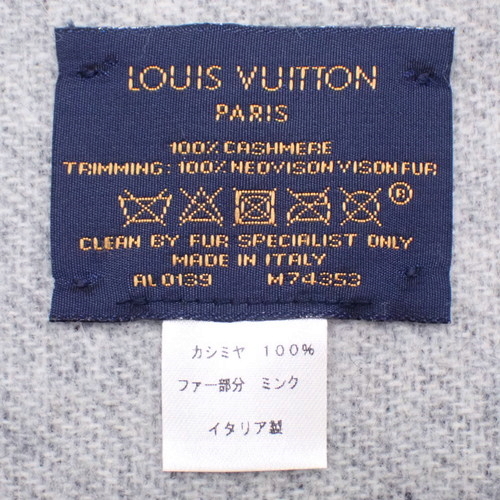 LOUIS VUITTON
PARIS
100% CASHMERE
TRIMMING: 100% NEOVISON VISON FUR
®
CLEAN BY FUR SPECIALIST ONLY
MADE IN ITALY
AL0139 M74353
カシミヤ 100%
ファー部分 ミンク
イタリア製